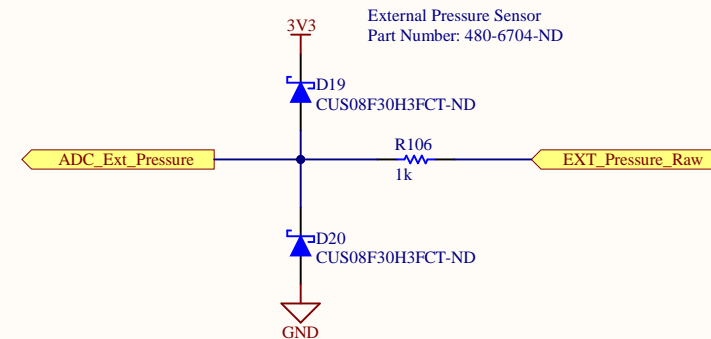 External Pressure Sensor
Part Number: 480-6704-ND
3V3
D19
CUS08F30H3FCT-ND
ADC_Ext_Pressure
R106
1k
EXT_Pressure_Raw
D20
CUS08F30H3FCT-ND
GND